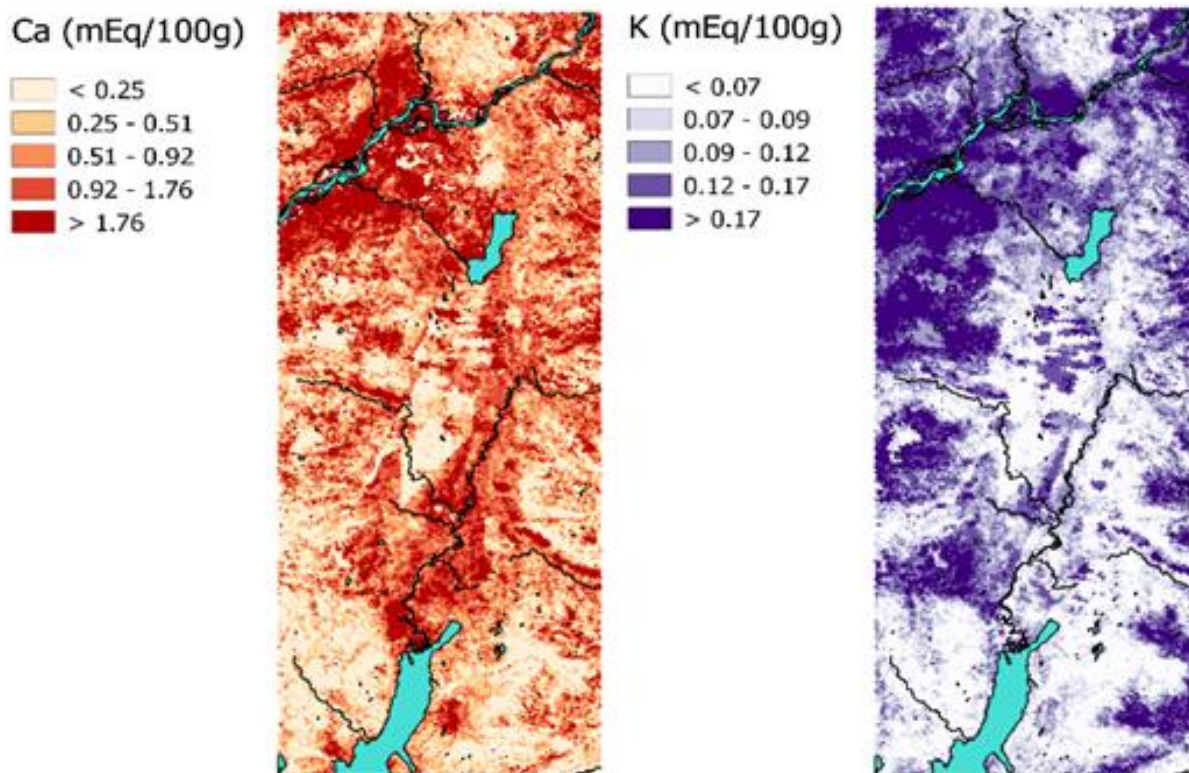 Ca (mEq/100g)
< 0.25
0.25 - 0.51
0.51 - 0.92
0.92 - 1.76
> 1.76
K (mEq/100g)
< 0.07
0.07 - 0.09
0.09 - 0.12
0.12 - 0.17
> 0.17